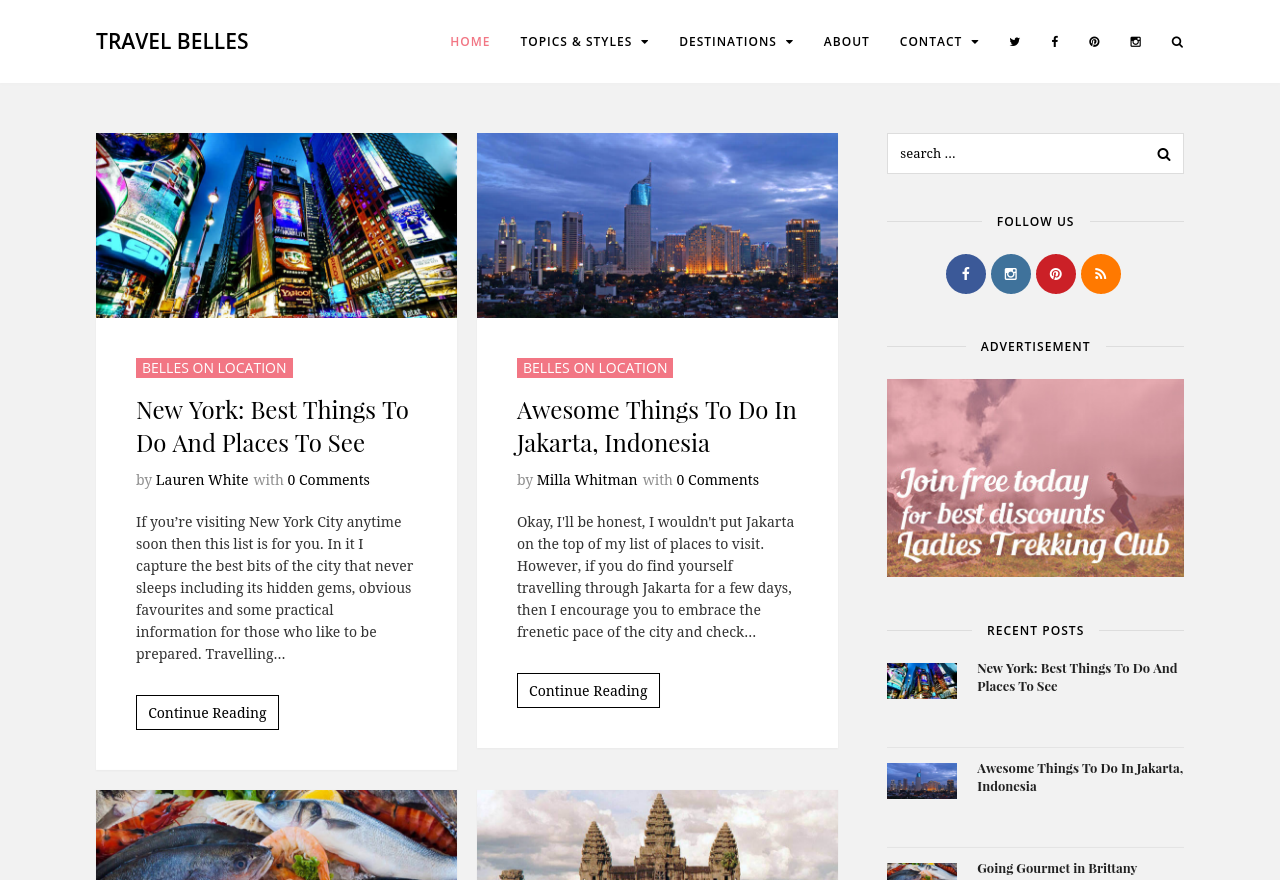 TRAVEL BELLES
HOME
TOPICS & STYLES
DESTINATIONS
ABOUT
CONTACT
BELLES ON LOCATION
New York: Best Things To
Do And Places To See
by Lauren White with 0 Comments
If you’re visiting New York City anytime
soon then this list is for you. In it I
capture the best bits of the city that never
sleeps including its hidden gems, obvious
favourites and some practical
information for those who like to be
prepared. Travelling…
Continue Reading
BELLES ON LOCATION
Awesome Things To Do In
Jakarta, Indonesia
by Milla Whitman with 0 Comments
Okay, I'll be honest, I wouldn't put Jakarta
on the top of my list of places to visit.
However, if you do find yourself
travelling through Jakarta for a few days,
then I encourage you to embrace the
frenetic pace of the city and check…
Continue Reading
search ...
FOLLOW US
ADVERTISEMENT
Join free today
for best discounts
Ladies Trekking Club
RECENT POSTS
New York: Best Things To Do And
Places To See
Awesome Things To Do In Jakarta,
Indonesia
Going Gourmet in Brittany